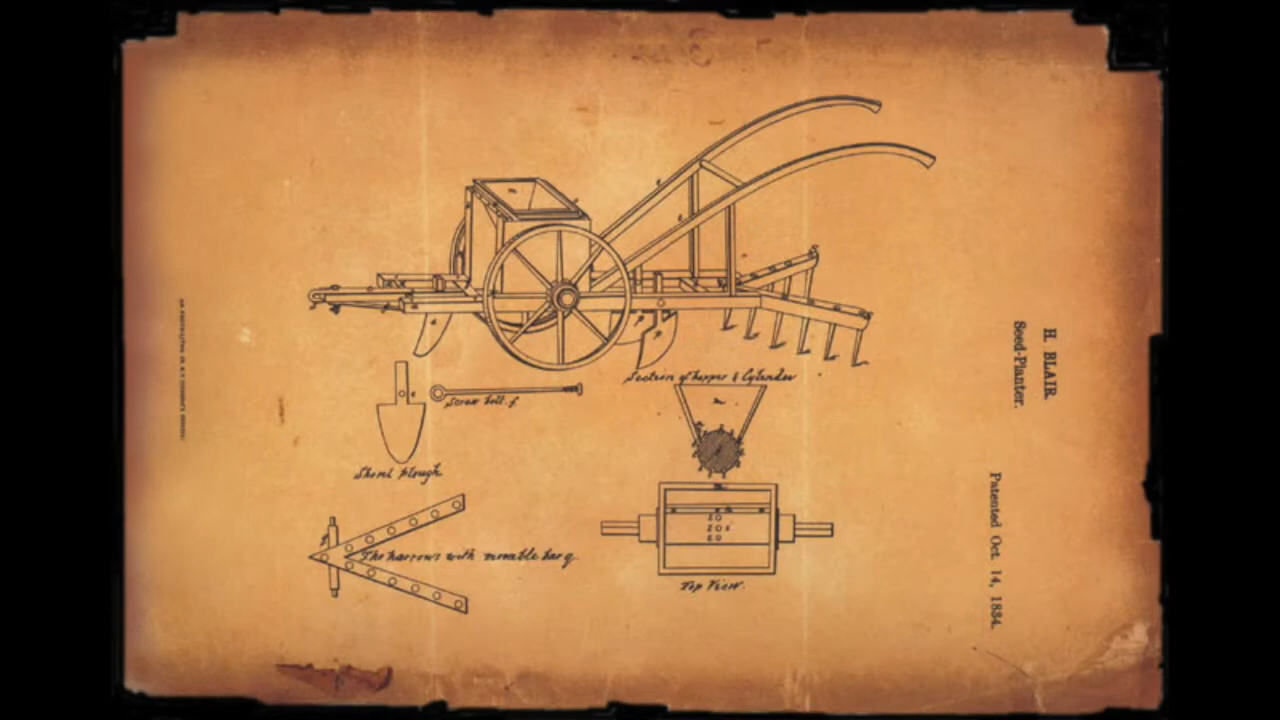 H. BLAIR.
Seed-Planter.
Patented Oct. 14, 1834.
Section of hopper & Cylinder
Screw bolt. f
Shovel plough
The harrows with movable bar g.
Top View.